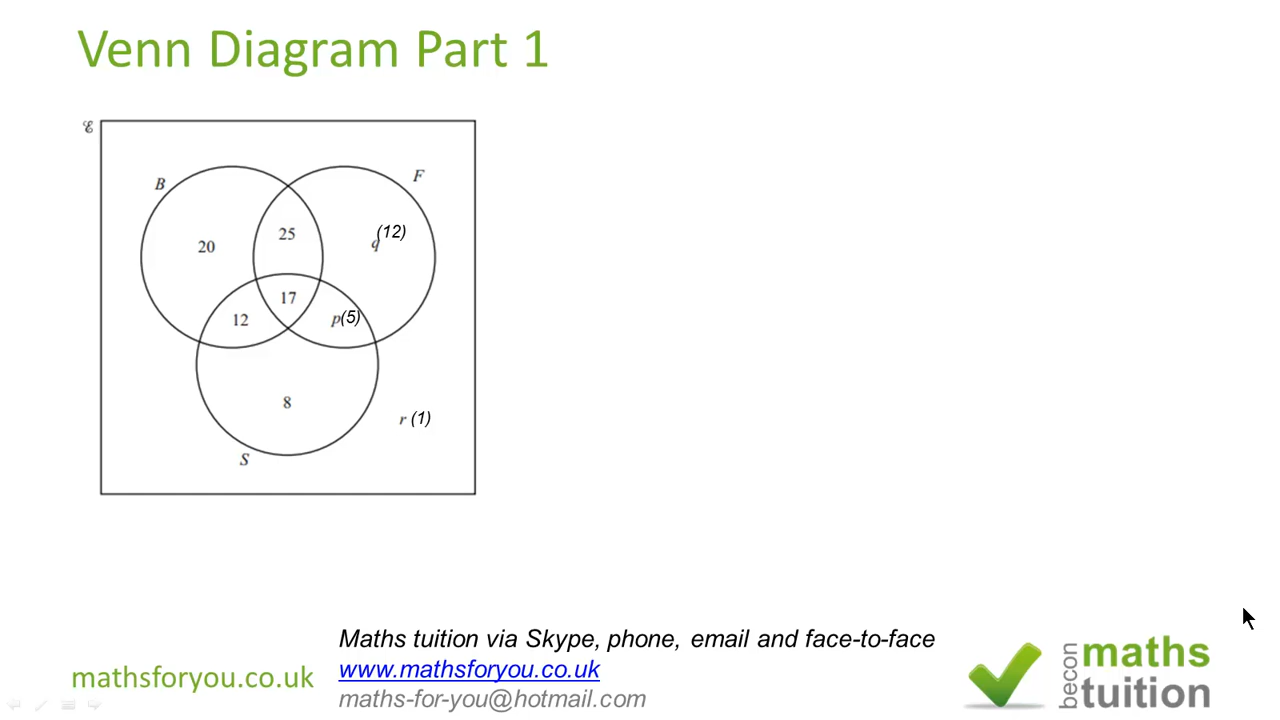 Venn Diagram Part 1
ℰ
B
F
20
25
q(12)
17
12
p(5)
8
r (1)
S
Maths tuition via Skype, phone, email and face-to-face
www.mathsforyou.co.uk
maths-for-you@hotmail.com
mathsforyou.co.uk
becon
maths
tuition